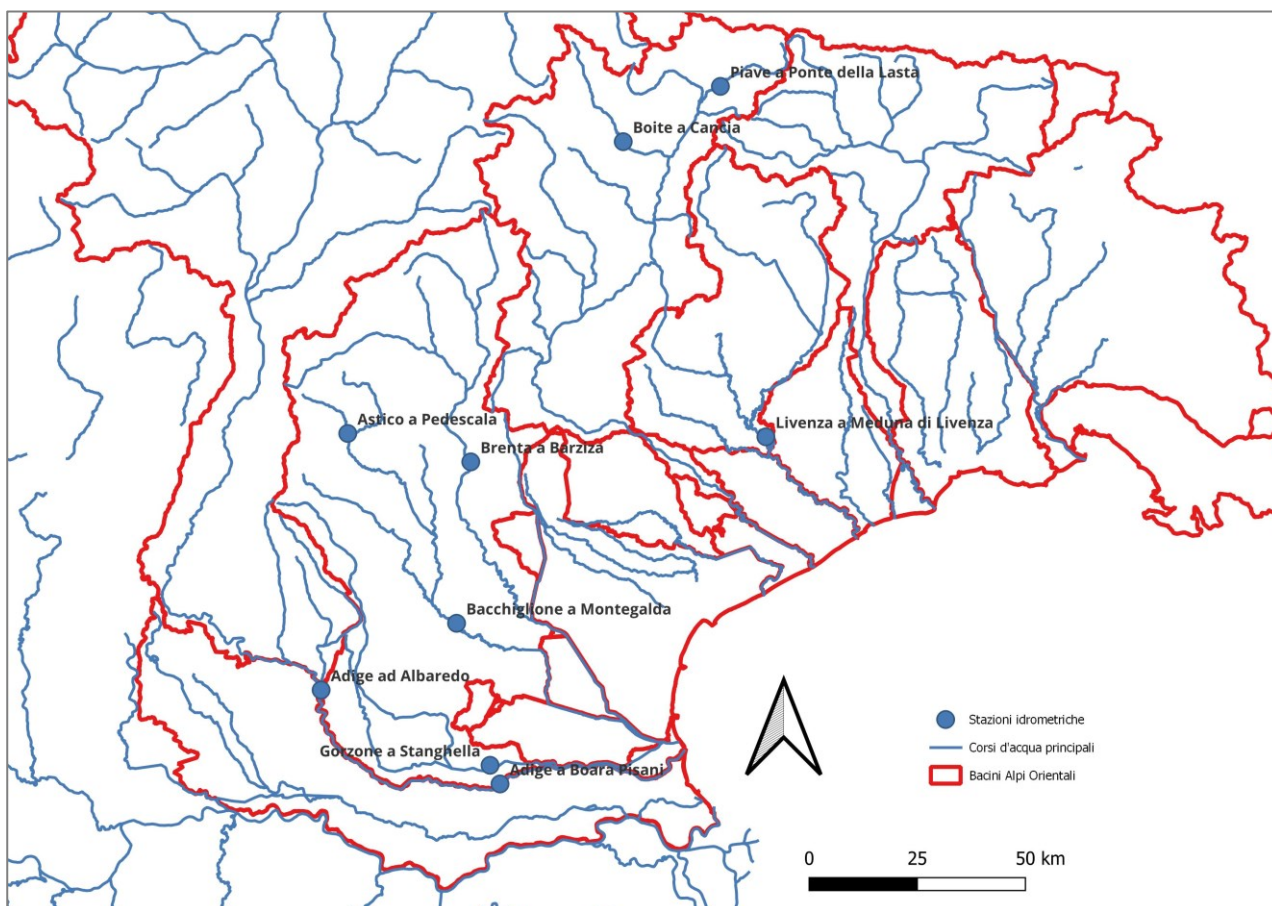 Piave a Ponte della Lasta
Boite a Cancia
Astico a Pedescala
Livenza a Meduna di Livenza
Brenta a Barziza
Bacchiglione a Montegalda
Adige ad Albaredo
Gorzone a Stanghella
Adige a Boara Pisani
Stazioni idrometriche
Corsi d'acqua principali
Bacini Alpi Orientali
0 25 50 km